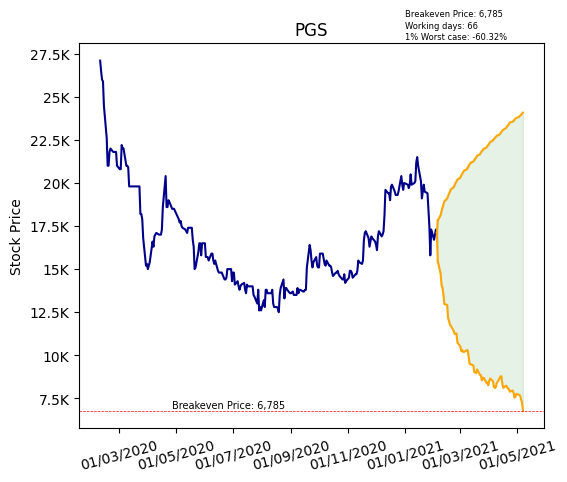 Breakeven Price: 6,785
Working days: 66
1% Worst case: -60.32%
PGS
27.5K
25K
22.5K
20K
17.5K
15K
12.5K
10K
7.5K
Stock Price
Breakeven Price: 6,785
01/03/2020
01/05/2020
01/07/2020
01/09/2020
01/11/2020
01/01/2021
01/03/2021
01/05/2021